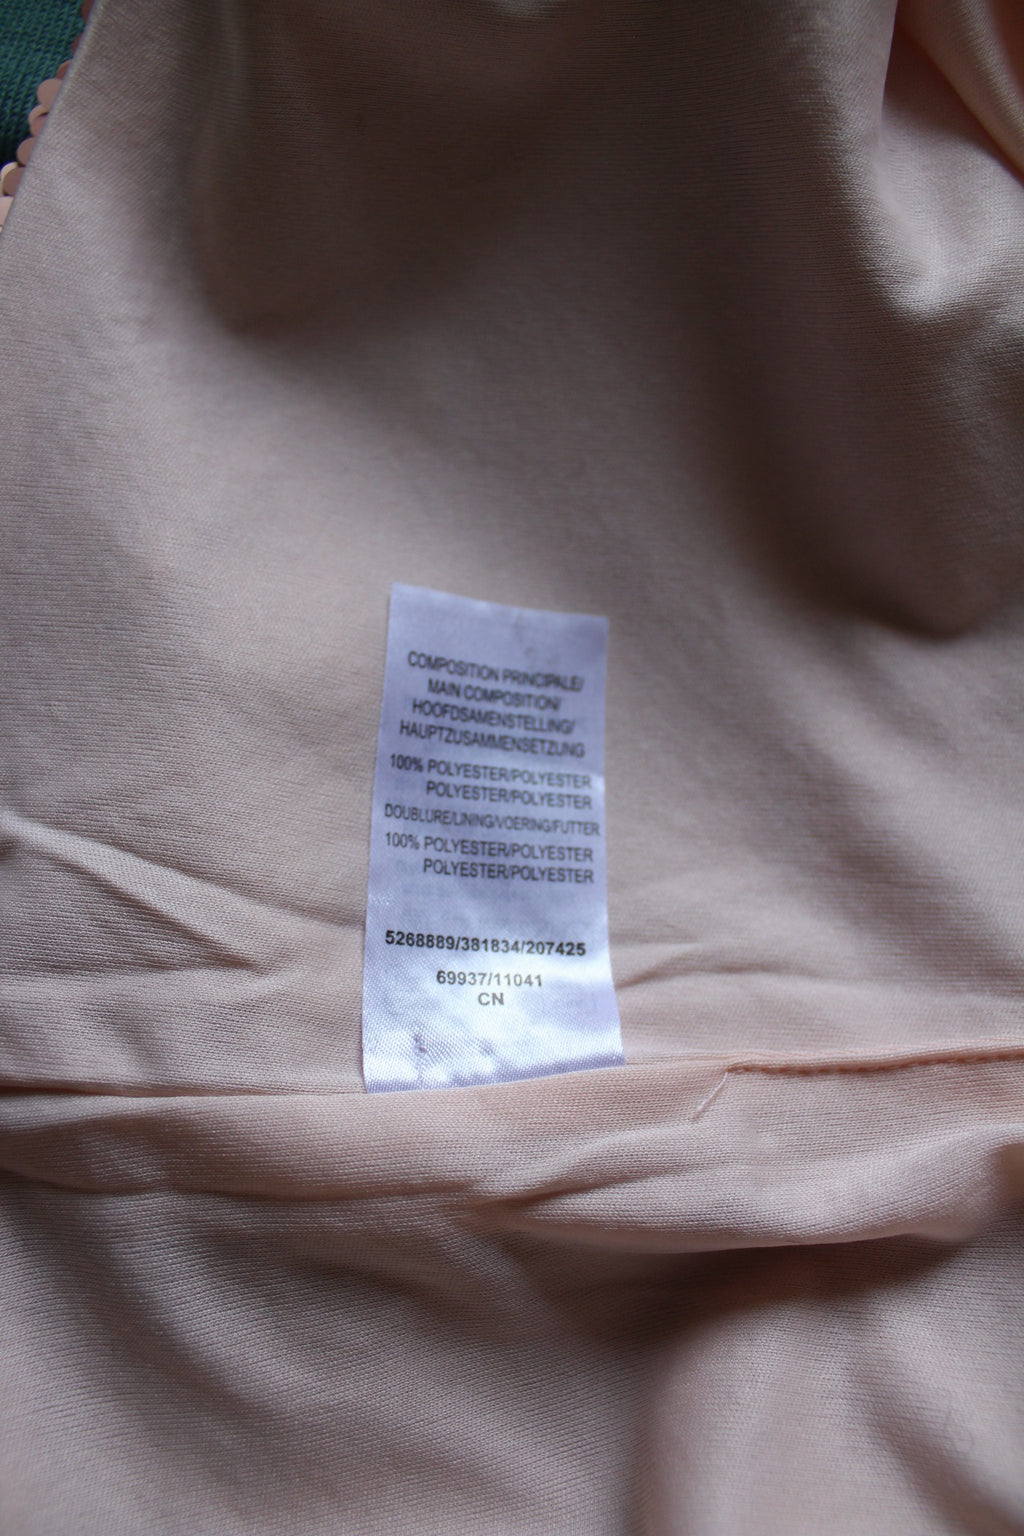 COMPOSITION PRINCIPALE/
MAIN COMPOSITION/
HOOFDSAMENSTELLING/
HAUPTZUSAMMENSETZUNG
100% POLYESTER/POLYESTER
POLYESTER/POLYESTER
DOUBLURE/LINING/VOERING/FUTTER
100% POLYESTER/POLYESTER
POLYESTER/POLYESTER
5268889/381834/207425
69937/11041
CN